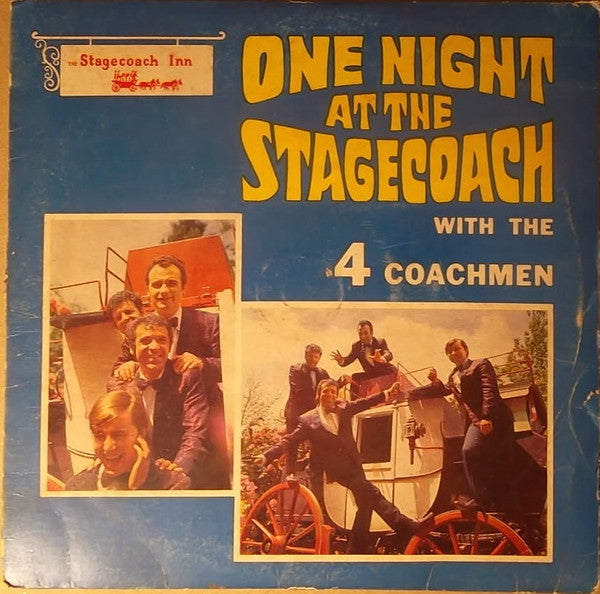 THE Stagecoach Inn
ONE NIGHT
AT THE
STAGECOACH
WITH THE
4 COACHMEN